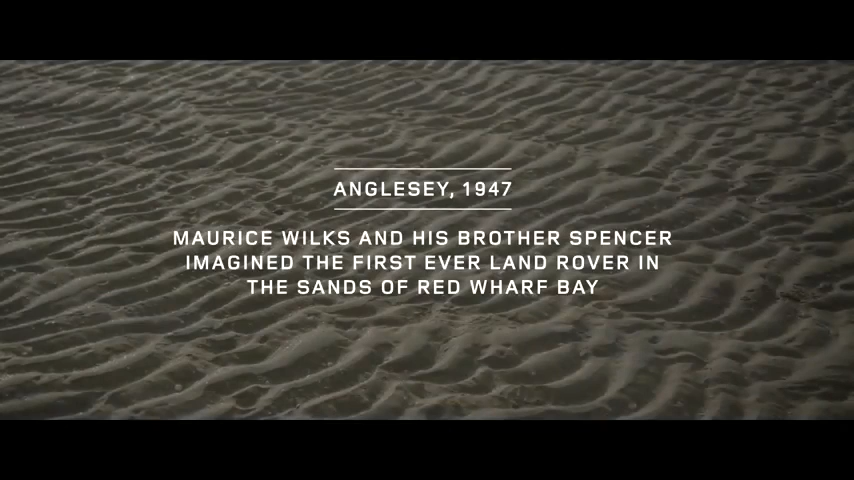 ANGLESEY, 1947
MAURICE WILKS AND HIS BROTHER SPENCER
IMAGINED THE FIRST EVER LAND ROVER IN
THE SANDS OF RED WHARF BAY